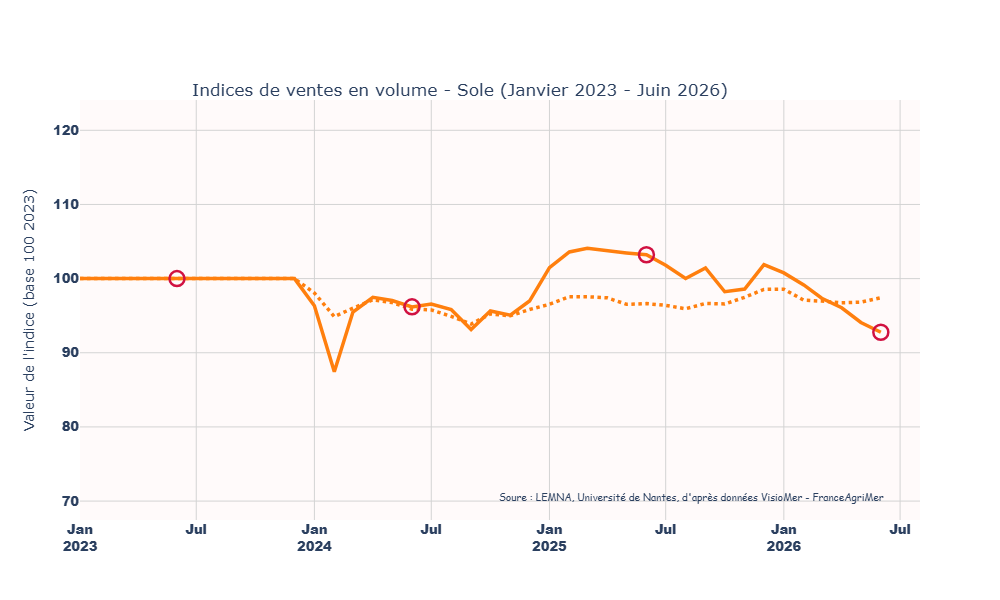 Indices de ventes en volume - Sole (Janvier 2023 - Juin 2026)
Valeur de l'indice (base 100 2023)
120
110
100
90
80
70
Soure : LEMNA, Université de Nantes, d'après données VisioMer - FranceAgriMer
Jan Jul Jan Jul Jan Jul Jan Jul
2023 2024 2025 2026